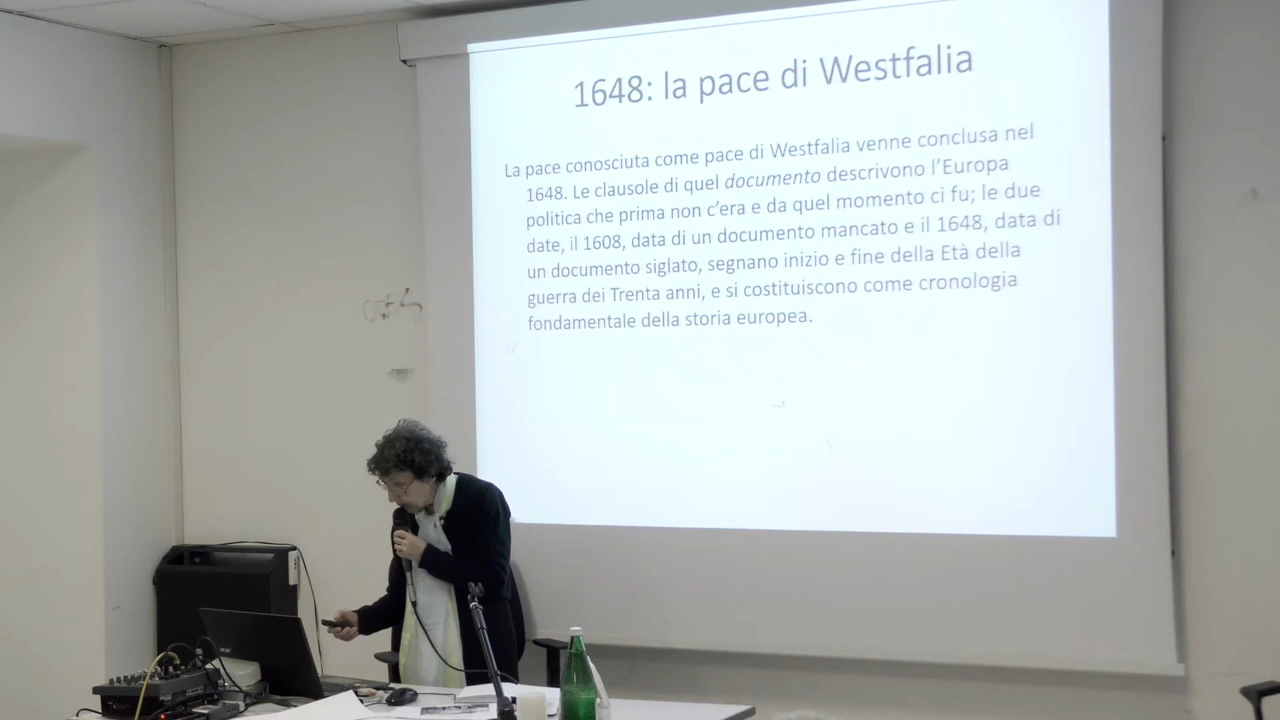 1648: la pace di Westfalia
La pace conosciuta come pace di Westfalia venne conclusa nel
1648. Le clausole di quel documento descrivono l’Europa
politica che prima non c’era e da quel momento ci fu; le due
date, il 1608, data di un documento mancato e il 1648, data di
un documento siglato, segnano inizio e fine della Età della
guerra dei Trenta anni, e si costituiscono come cronologia
fondamentale della storia europea.
acer